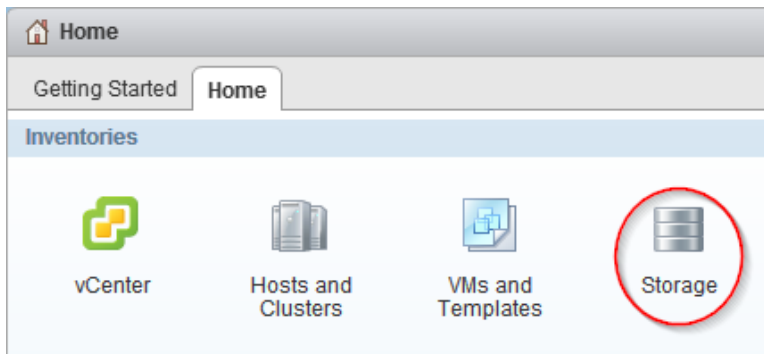 Home
Getting Started
Home
Inventories
vCenter
Hosts and
Clusters
VMs and
Templates
Storage